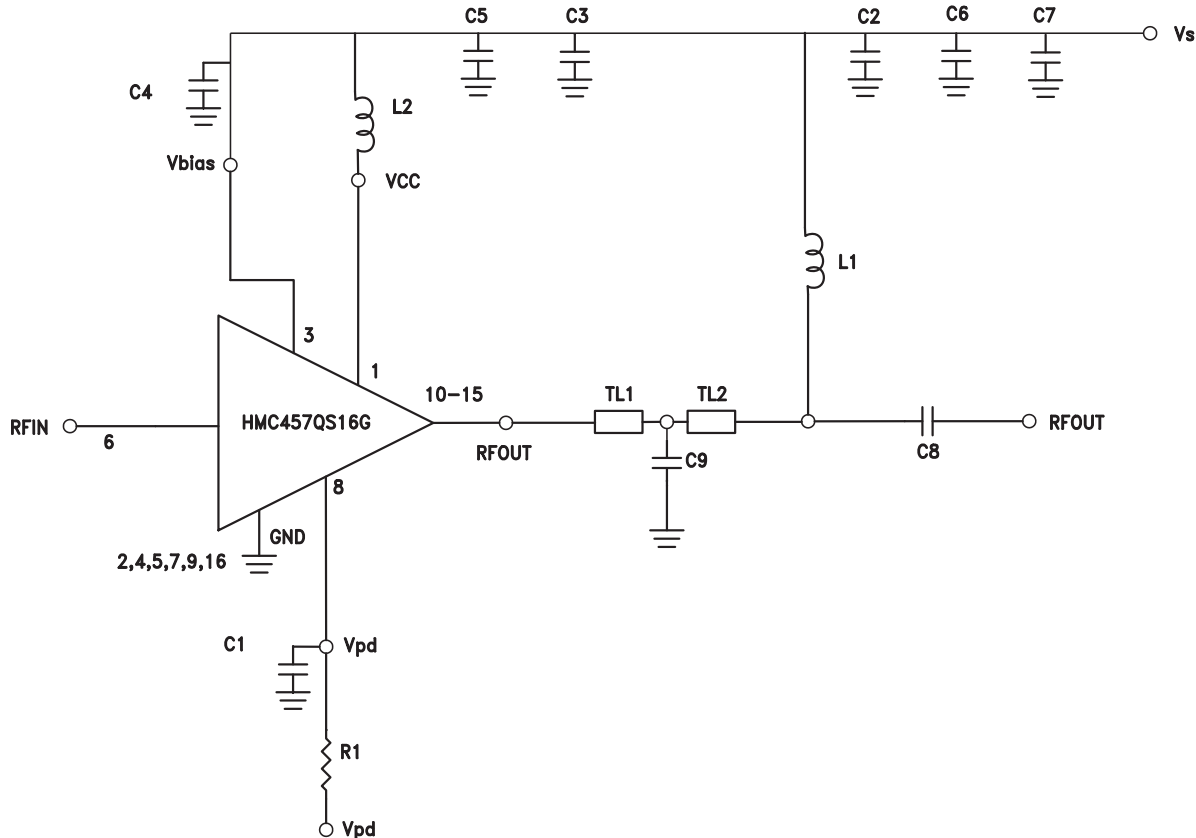 C5
C3
C2
C6
C7
Vs
C4
L2
Vbias
VCC
L1
3
1
10-15
TL1
TL2
RFIN
6
HMC457QS16G
RFOUT
C9
C8
RFOUT
8
GND
2,4,5,7,9,16
C1
Vpd
R1
Vpd